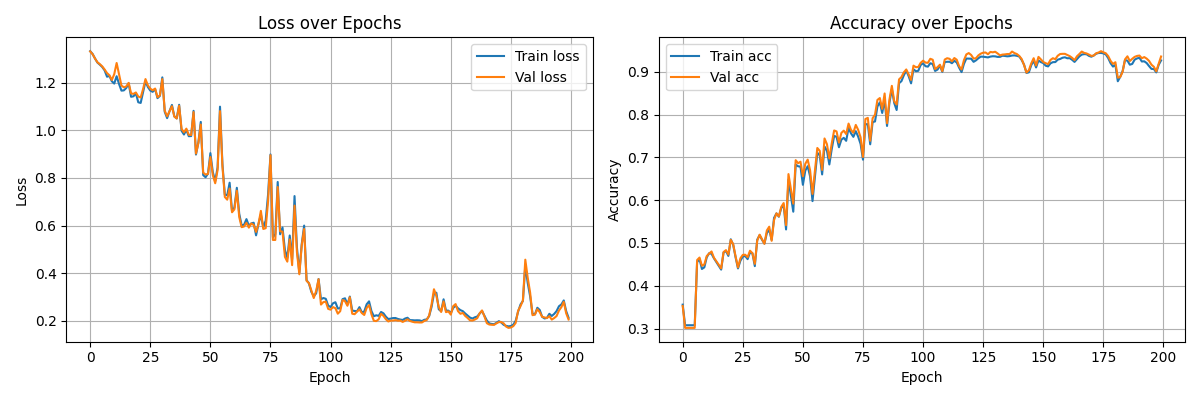 Loss over Epochs
Train loss
Val loss
1.2
1.0
0.8
0.6
0.4
0.2
Loss
0 25 50 75 100 125 150 175 200
Epoch
Accuracy over Epochs
Train acc
Val acc
0.9
0.8
0.7
0.6
0.5
0.4
0.3
Accuracy
0 25 50 75 100 125 150 175 200
Epoch